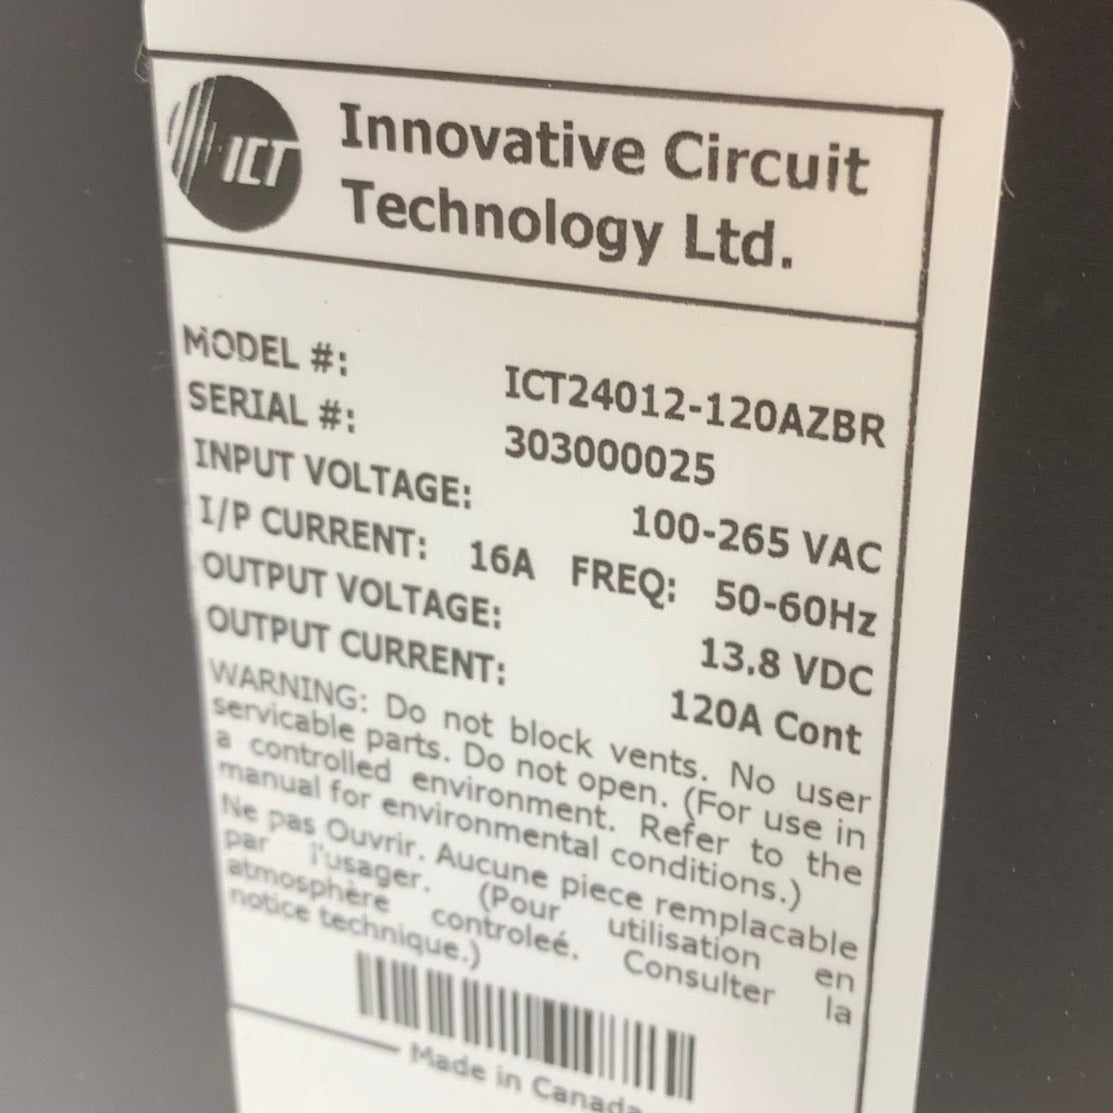 ICT
Innovative Circuit
Technology Ltd.
MODEL #: ICT24012-120AZBR
SERIAL #: 303000025
INPUT VOLTAGE: 100-265 VAC
I/P CURRENT: 16A FREQ: 50-60Hz
OUTPUT VOLTAGE: 13.8 VDC
OUTPUT CURRENT: 120A Cont
WARNING: Do not block vents. No user
servicable parts. Do not open. (For use in
a controlled environment. Refer to the
manual for environmental conditions.)
Ne pas Ouvrir. Aucune piece remplacable
par l'usager. (Pour utilisation en
atmosphère controleé. Consulter la
notice technique.)
Made in Canada